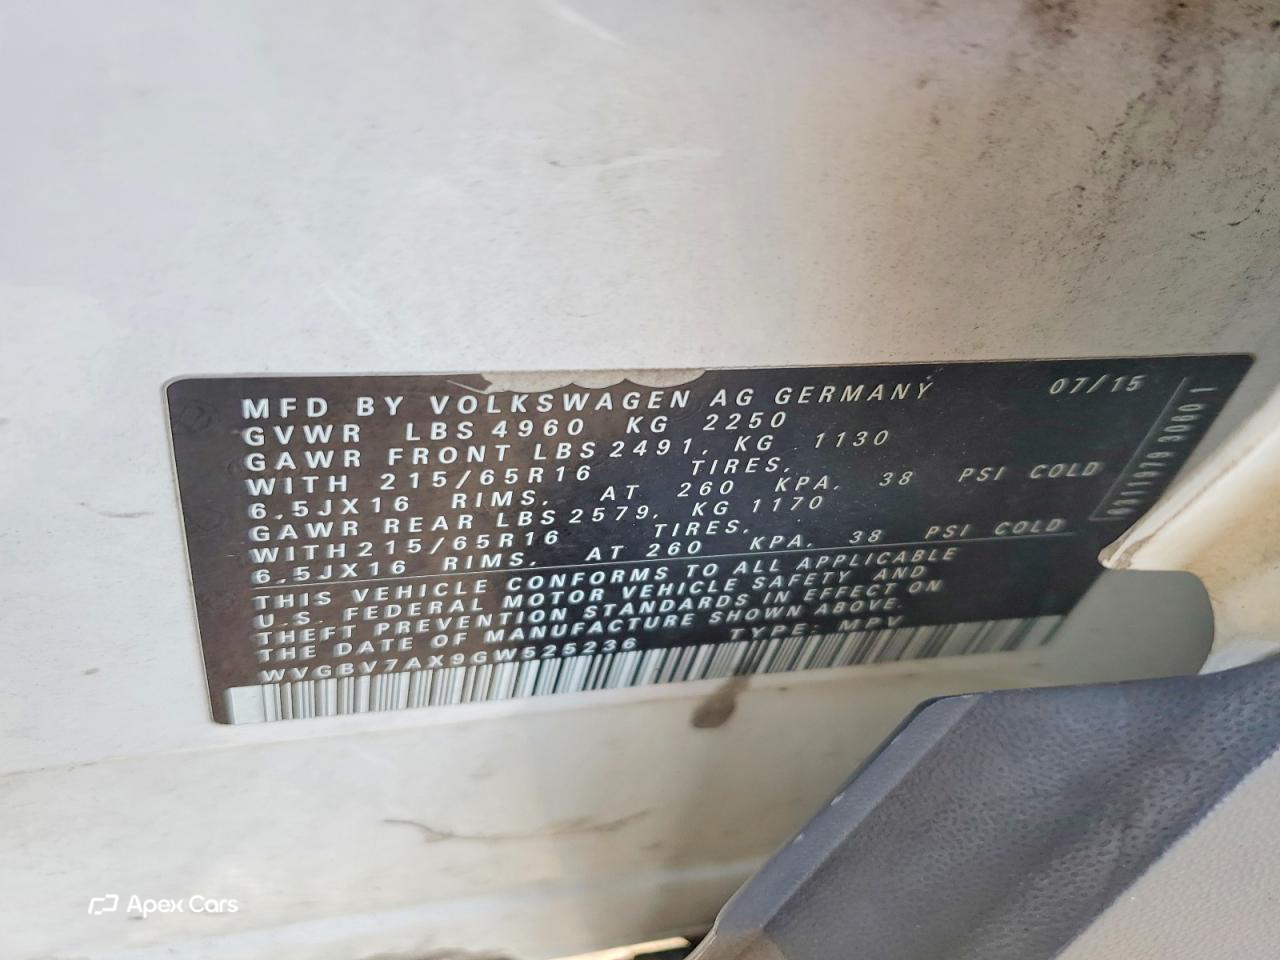 MFD BY VOLKSWAGEN AG GERMANY 07/15
GVWR LBS 4960 KG 2250
GAWR FRONT LBS 2491, KG 1130
WITH 215/65R16 TIRES,
6.5JX16 RIMS, AT 260 KPA, 38 PSI COLD
GAWR REAR LBS 2579, KG 1170
WITH 215/65R16 TIRES,
6.5JX16 RIMS, AT 260 KPA, 38 PSI COLD
THIS VEHICLE CONFORMS TO ALL APPLICABLE
U.S. FEDERAL MOTOR VEHICLE SAFETY AND
THEFT PREVENTION STANDARDS IN EFFECT ON
THE DATE OF MANUFACTURE SHOWN ABOVE.
WVGBV7AX9GW525236 TYPE: MPV
Apex Cars